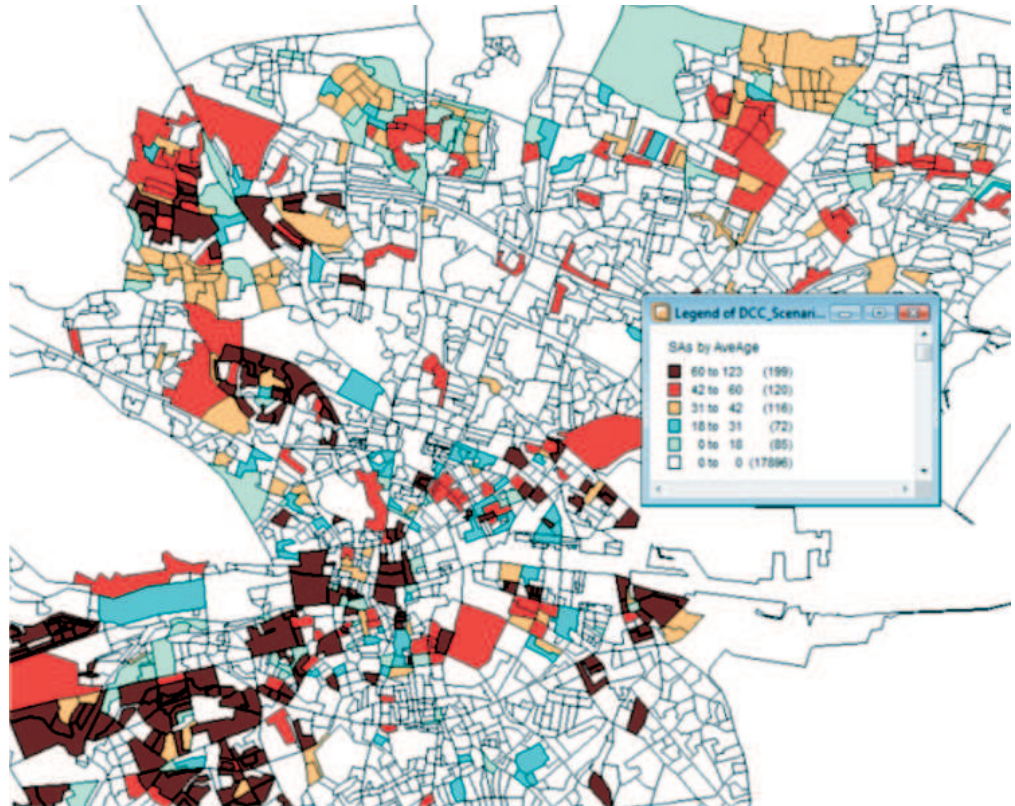 Legend of DCC_Scenari...
SAs by AveAge
60 to 123 (199)
42 to 60 (120)
31 to 42 (116)
18 to 31 (72)
0 to 18 (85)
0 to 0 (17896)